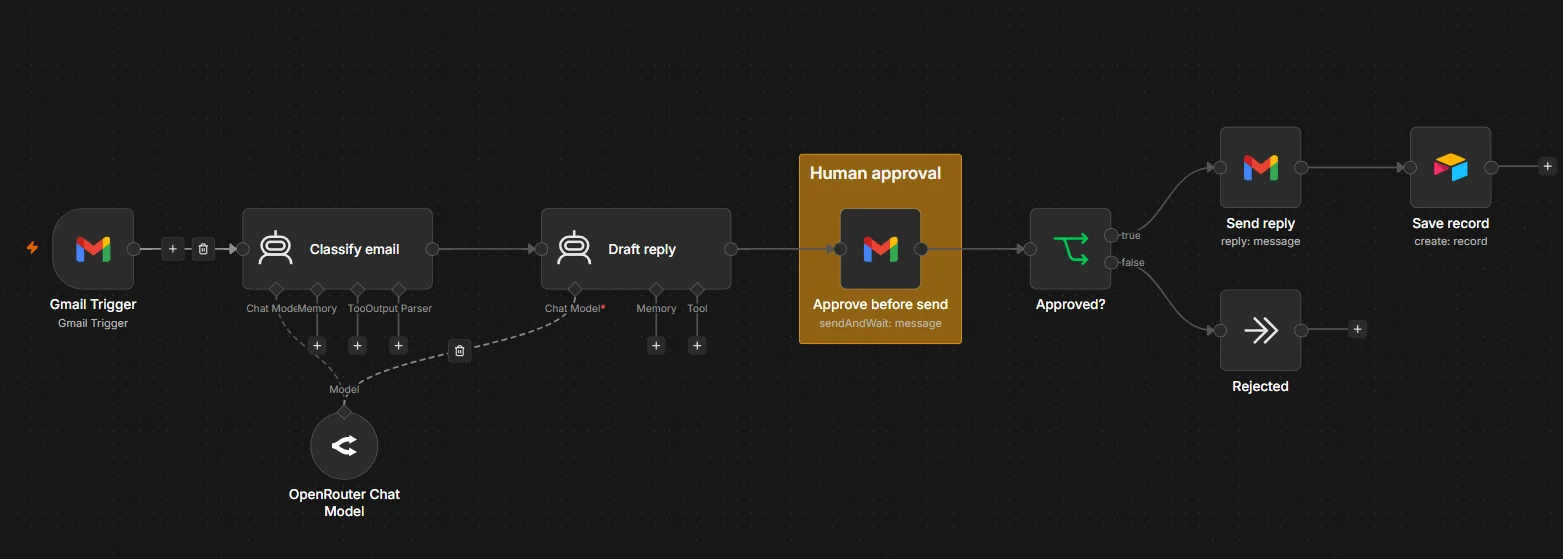 Gmail Trigger
Gmail Trigger
Classify email
Chat Mode
Memory
Too
Output Parser
Draft reply
Chat Model*
Memory
Tool
Model
OpenRouter Chat
Model
Human approval
Approve before send
sendAndWait: message
Approved?
true
false
Send reply
reply: message
Save record
create: record
Rejected